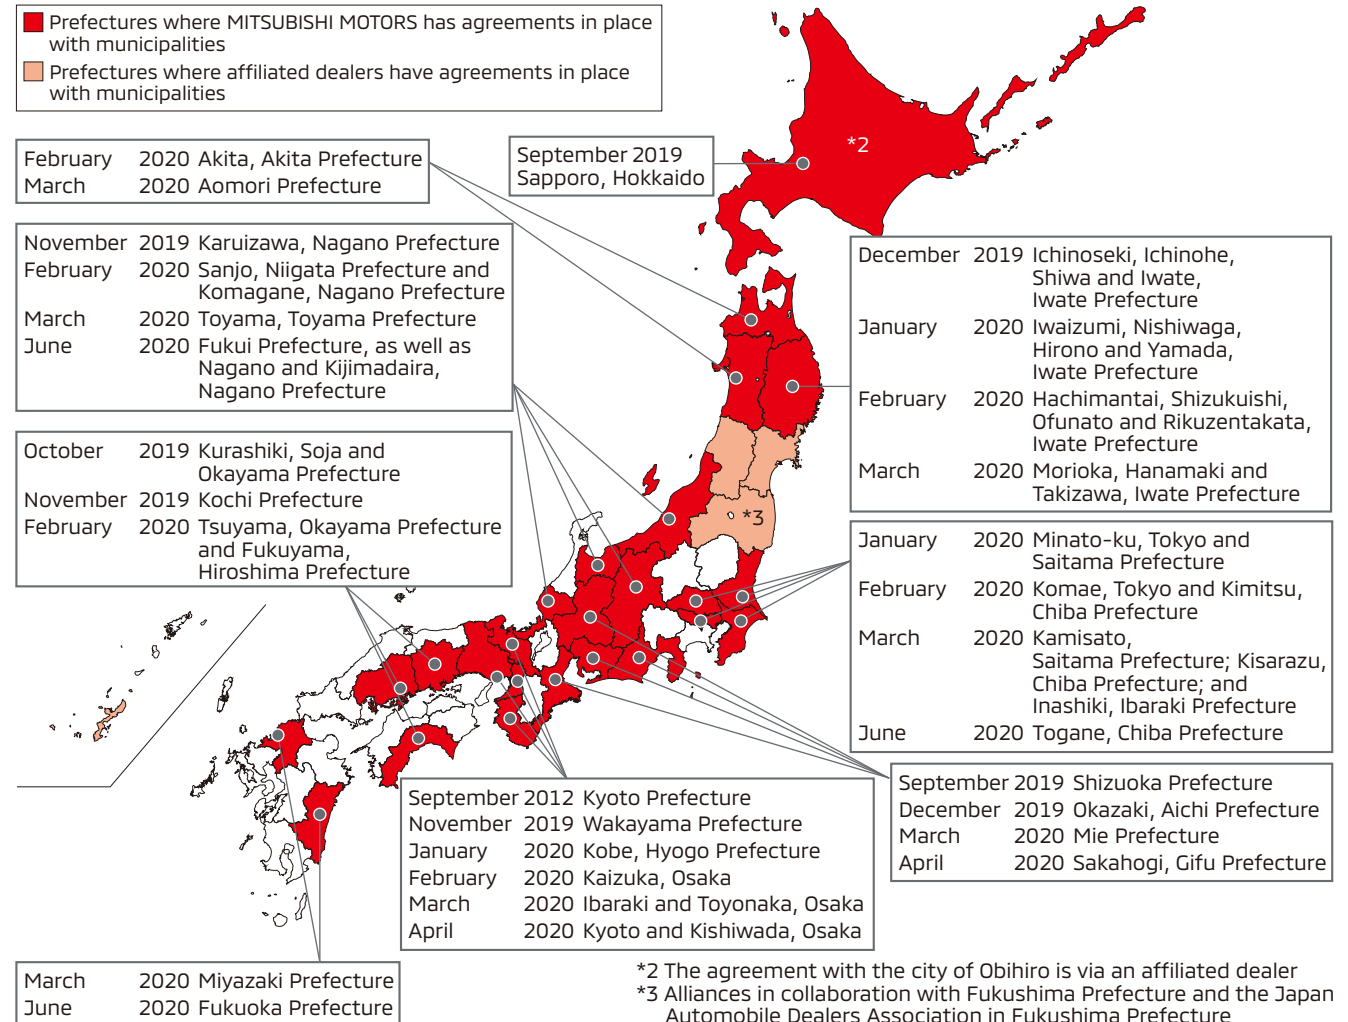 Prefectures where MITSUBISHI MOTORS has agreements in place
with municipalities
Prefectures where affiliated dealers have agreements in place
with municipalities
February 2020 Akita, Akita Prefecture
March 2020 Aomori Prefecture
September 2019
Sapporo, Hokkaido
*2
November 2019 Karuizawa, Nagano Prefecture
February 2020 Sanjo, Niigata Prefecture and
Komagane, Nagano Prefecture
March 2020 Toyama, Toyama Prefecture
June 2020 Fukui Prefecture, as well as
Nagano and Kijimadaira,
Nagano Prefecture
December 2019 Ichinoseki, Ichinohe,
Shiwa and Iwate,
Iwate Prefecture
January 2020 Iwaizumi, Nishiwaga,
Hirono and Yamada,
Iwate Prefecture
February 2020 Hachimantai, Shizukuishi,
Ofunato and Rikuzentakata,
Iwate Prefecture
March 2020 Morioka, Hanamaki and
Takizawa, Iwate Prefecture
October 2019 Kurashiki, Soja and
Okayama Prefecture
November 2019 Kochi Prefecture
February 2020 Tsuyama, Okayama Prefecture
and Fukuyama,
Hiroshima Prefecture
*3
January 2020 Minato-ku, Tokyo and
Saitama Prefecture
February 2020 Komae, Tokyo and Kimitsu,
Chiba Prefecture
March 2020 Kamisato,
Saitama Prefecture; Kisarazu,
Chiba Prefecture; and
Inashiki, Ibaraki Prefecture
June 2020 Togane, Chiba Prefecture
September 2019 Shizuoka Prefecture
December 2019 Okazaki, Aichi Prefecture
March 2020 Mie Prefecture
April 2020 Sakahogi, Gifu Prefecture
September 2012 Kyoto Prefecture
November 2019 Wakayama Prefecture
January 2020 Kobe, Hyogo Prefecture
February 2020 Kaizuka, Osaka
March 2020 Ibaraki and Toyonaka, Osaka
April 2020 Kyoto and Kishiwada, Osaka
March 2020 Miyazaki Prefecture
June 2020 Fukuoka Prefecture
*2 The agreement with the city of Obihiro is via an affiliated dealer
*3 Alliances in collaboration with Fukushima Prefecture and the Japan
Automobile Dealers Association in Fukushima Prefecture